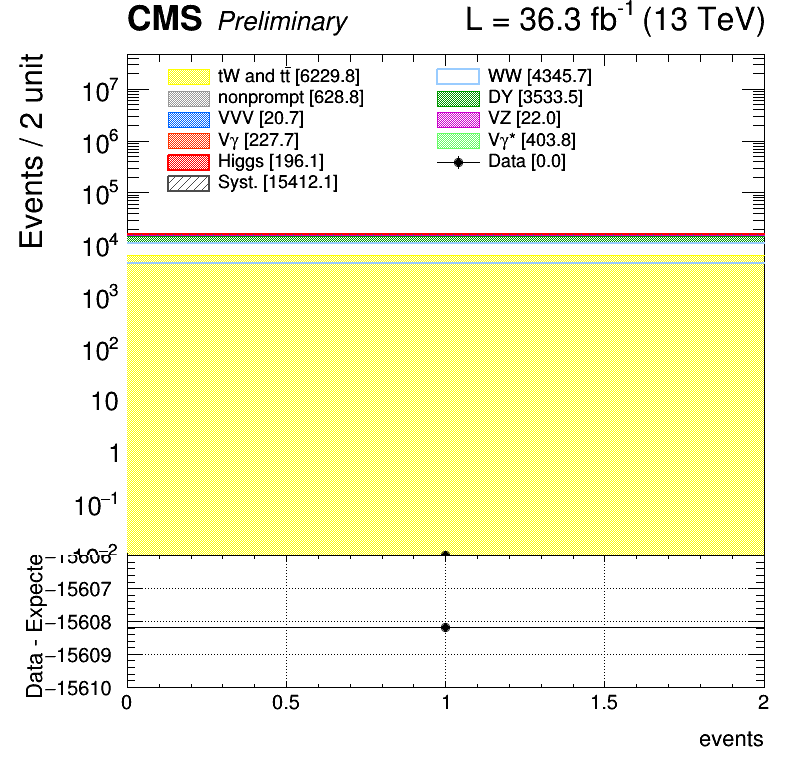 CMS Preliminary L = 36.3 fb⁻¹ (13 TeV)
Events / 2 unit
tW and tt̅ [6229.8]
nonprompt [628.8]
VVV [20.7]
Vγ [227.7]
Higgs [196.1]
Syst. [15412.1]
WW [4345.7]
DY [3533.5]
VZ [22.0]
Vγ* [403.8]
Data [0.0]
10⁷
10⁶
10⁵
10⁴
10³
10²
10
1
10⁻¹
10⁻²
Data - Expecte
−15606
−15607
−15608
−15609
−15610
0 0.5 1 1.5 2
events